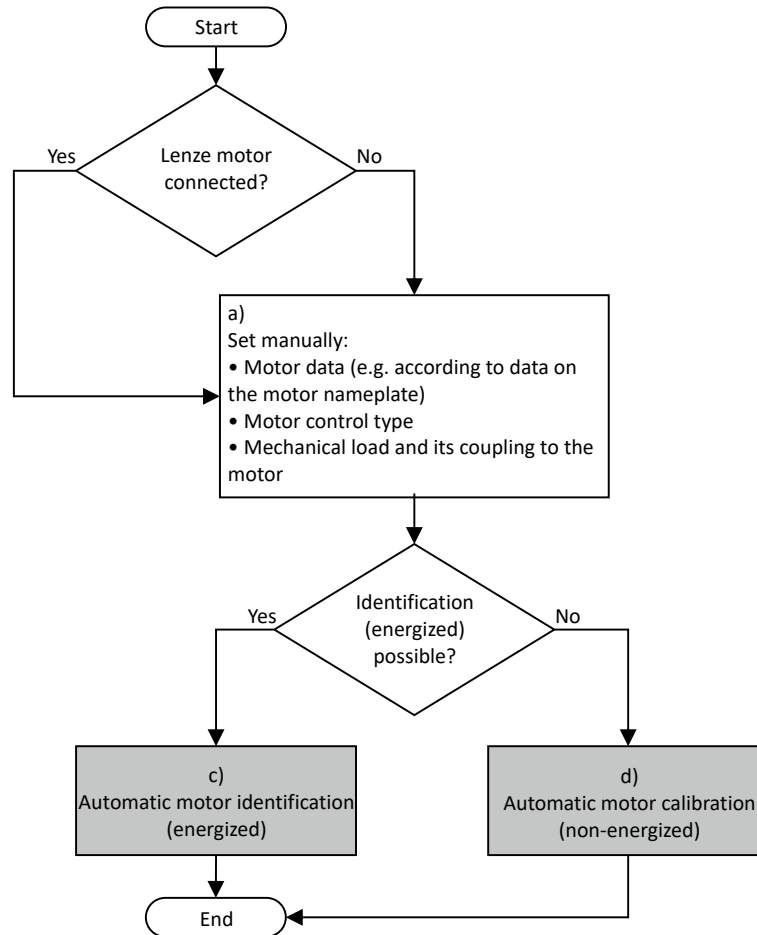 Start
Lenze motor
connected?
Yes
No
a)
Set manually:
• Motor data (e.g. according to data on
the motor nameplate)
• Motor control type
• Mechanical load and its coupling to the
motor
Identification
(energized)
possible?
Yes
No
c)
Automatic motor identification
(energized)
d)
Automatic motor calibration
(non-energized)
End